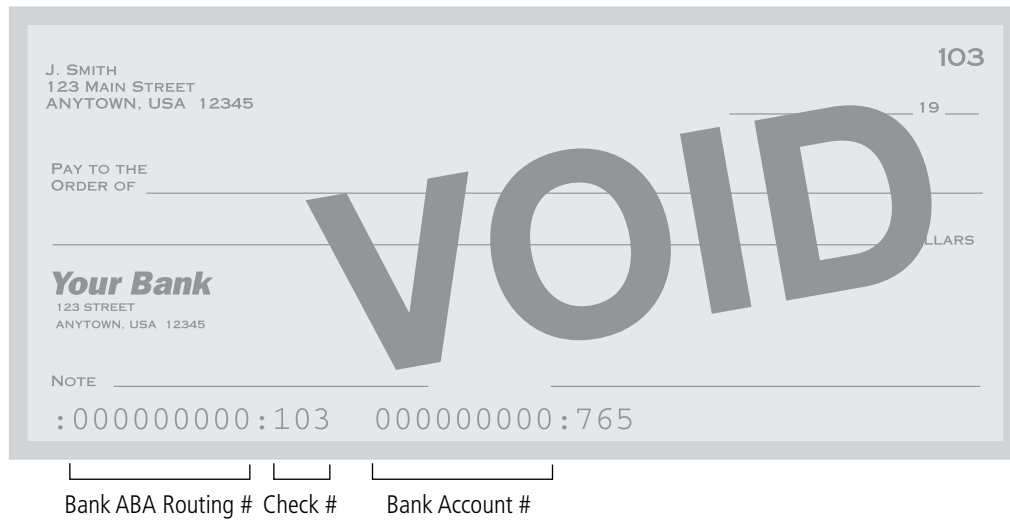 103
J. SMITH
123 MAIN STREET
ANYTOWN, USA 12345
19
PAY TO THE
ORDER OF
LLARS
VOID
Your Bank
123 STREET
ANYTOWN, USA 12345
NOTE
:000000000:103 000000000:765
Bank ABA Routing # Check # Bank Account #